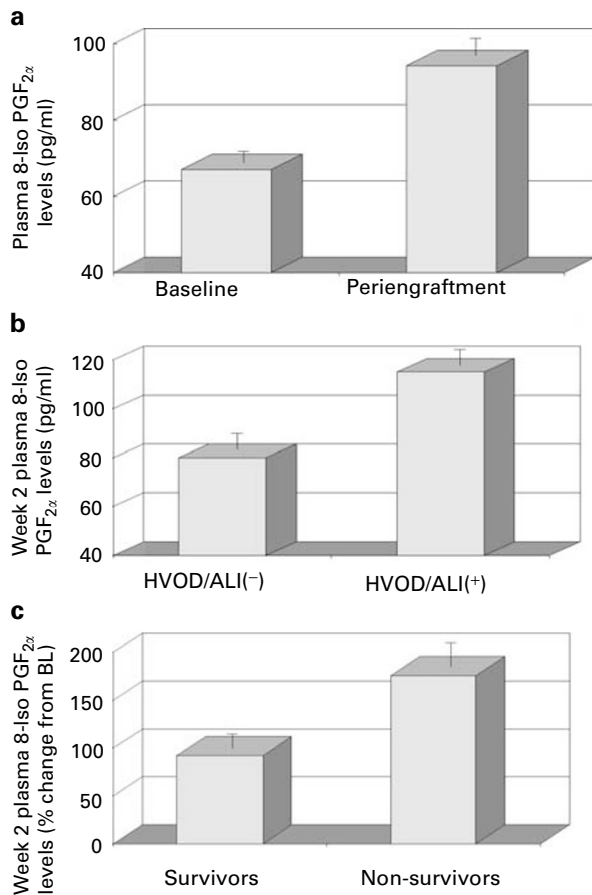 a
Plasma 8-Iso PGF2α
levels (pg/ml)
100
80
60
40
Baseline
Periengraftment
b
Week 2 plasma 8-Iso
PGF2α levels (pg/ml)
120
100
80
60
40
HVOD/ALI(−)
HVOD/ALI(+)
c
Week 2 plasma 8-Iso PGF2α
levels (% change from BL)
200
150
100
50
0
Survivors
Non-survivors